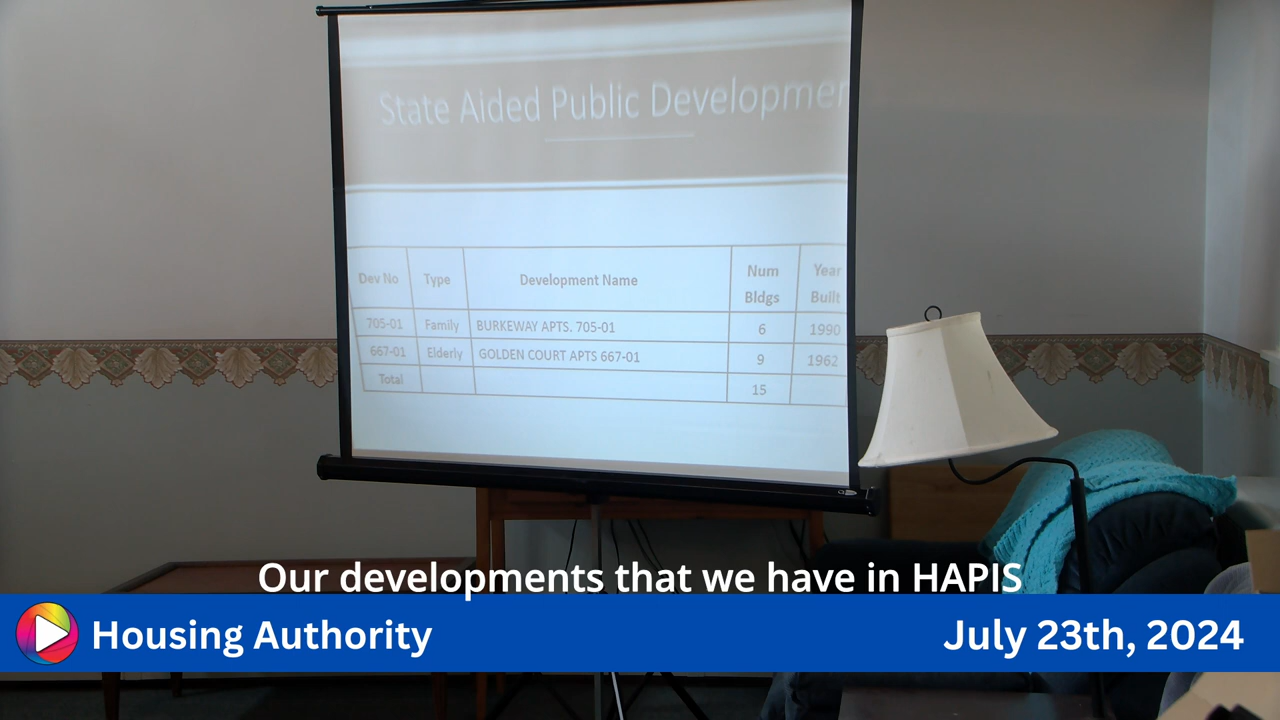 State Aided Public Developmen
Dev No Type Development Name Num Bldgs Year Built
705-01 Family BURKEWAY APTS. 705-01 6 1990
667-01 Elderly GOLDEN COURT APTS 667-01 9 1962
Total 15
Our developments that we have in HAPIS
Housing Authority July 23th, 2024